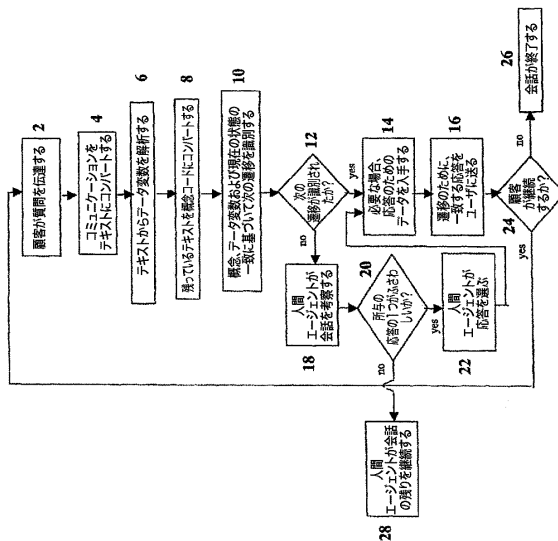 顧客が質問を伝達する
2
コミュニケーションを
テキストにコンバートする
4
テキストからデータ変数を解析する
6
残っているテキストを概念コードにコンバートする
8
概念、データ変数および現在の状態の
一致に基づいて次の遷移を識別する
10
次の
遷移が識別され
たか?
12
yes
no
必要な場合、
応答のための
データを入手する
14
遷移のために、
一致する応答を
ユーザに送る
16
人間
エージェントが
会話を考察する
18
所与の
応答の1つがふさわ
しいか?
20
yes
no
人間
エージェントが
応答を選ぶ
22
顧客
が継続
するか?
24
yes
no
会話が終了する
26
人間
エージェントが会話
の残りを継続する
28